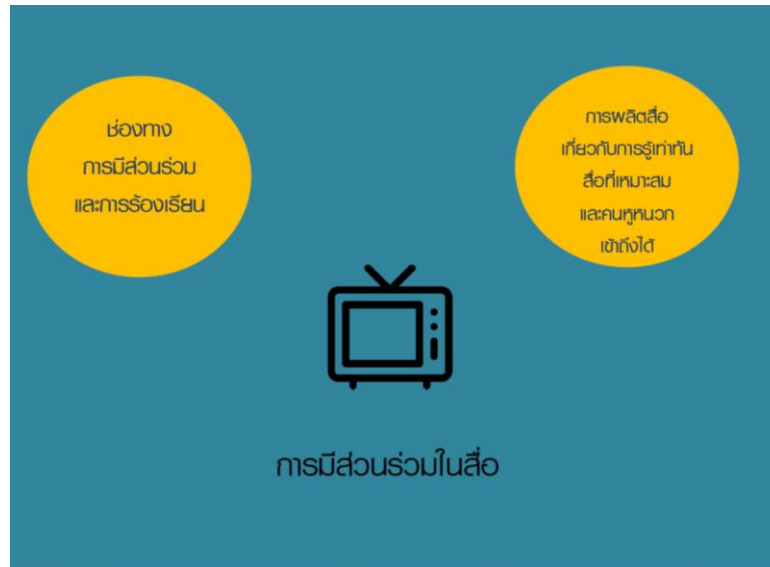 ช่องทาง
การมีส่วนร่วม
และการร้องเรียน
การผลิตสื่อ
เกี่ยวกับการรู้เท่าทัน
สื่อที่เหมาะสม
และคนหูหนวก
เข้าถึงได้
การมีส่วนร่วมในสื่อ